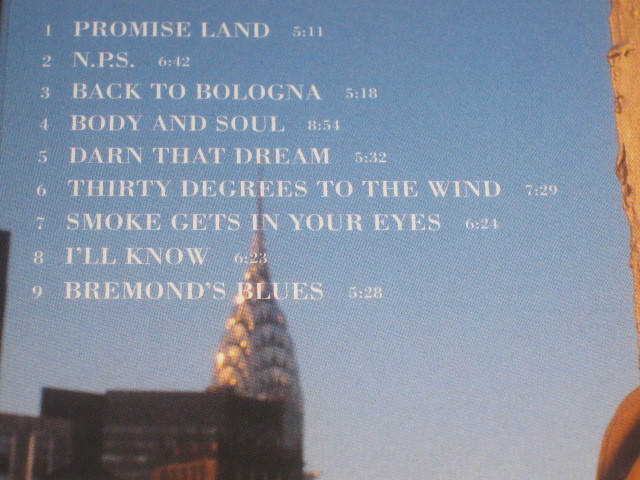 1 PROMISE LAND 5:11
2 N.P.S. 6:42
3 BACK TO BOLOGNA 5:18
4 BODY AND SOUL 8:54
5 DARN THAT DREAM 5:32
6 THIRTY DEGREES TO THE WIND 7:29
7 SMOKE GETS IN YOUR EYES 6:24
8 I'LL KNOW 6:23
9 BREMOND'S BLUES 5:28